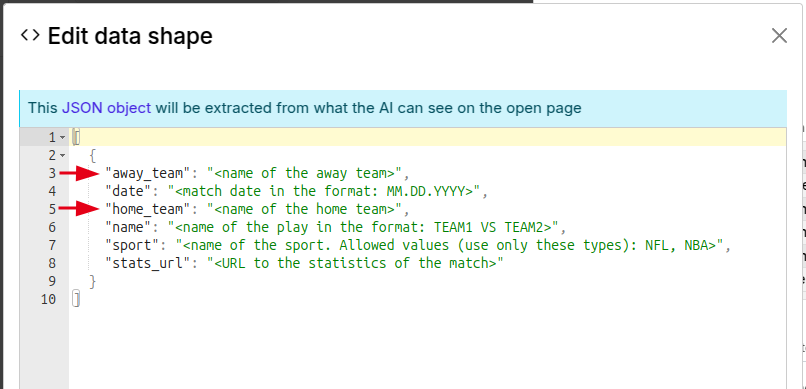 <> Edit data shape
This JSON object will be extracted from what the AI can see on the open page
1 [
2 {
3 "away_team": "<name of the away team>",
4 "date": "<match date in the format: MM.DD.YYYY>",
5 "home_team": "<name of the home team>",
6 "name": "<name of the play in the format: TEAM1 VS TEAM2>",
7 "sport": "<name of the sport. Allowed values (use only these types): NFL, NBA>",
8 "stats_url": "<URL to the statistics of the match>"
9 }
10 ]